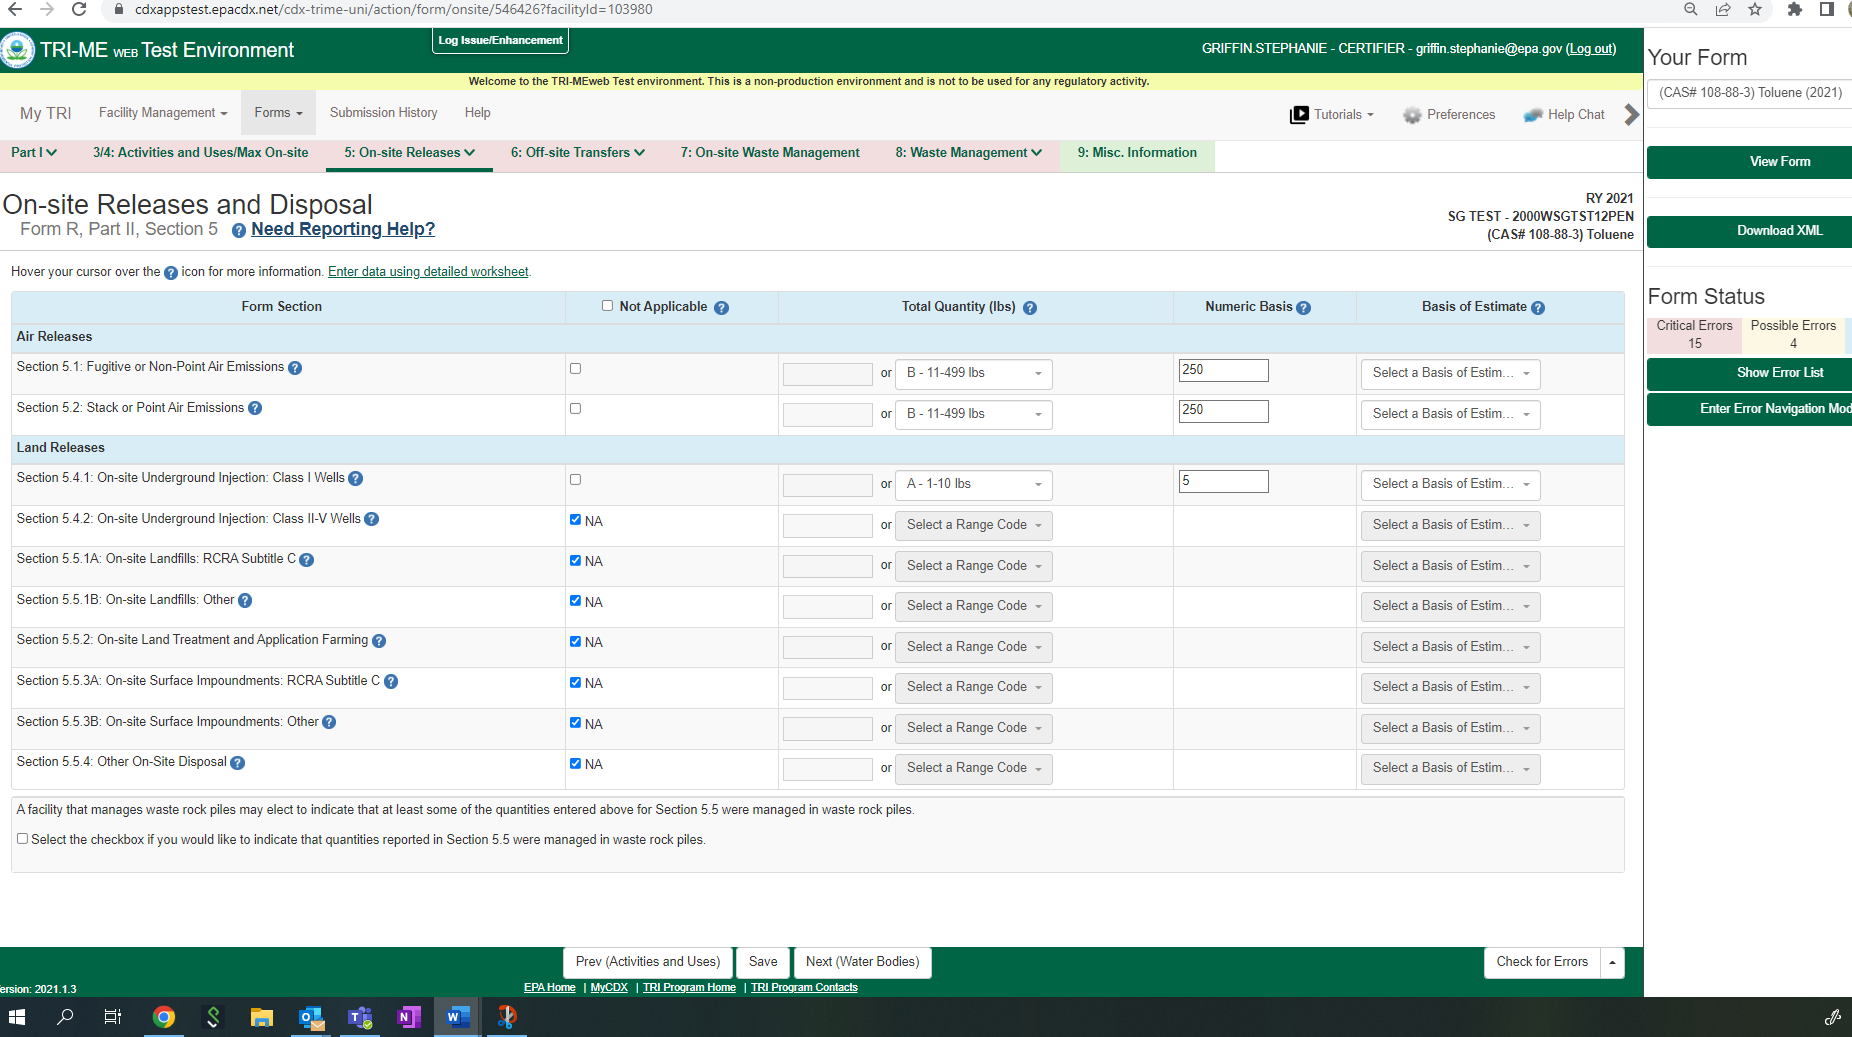 cdxappstest.epacdx.net/cdx-trime-uni/action/form/onsite/546426?facilityId=103980
TRI-ME WEB Test Environment
Log Issue/Enhancement
GRIFFIN.STEPHANIE - CERTIFIER - griffin.stephanie@epa.gov (Log out)
Welcome to the TRI-MEweb Test environment. This is a non-production environment and is not to be used for any regulatory activity.
My TRI Facility Management Forms Submission History Help Tutorials Preferences Help Chat
Part I 3/4: Activities and Uses/Max On-site 5: On-site Releases 6: Off-site Transfers 7: On-site Waste Management 8: Waste Management 9: Misc. Information
On-site Releases and Disposal
Form R, Part II, Section 5 ? Need Reporting Help?
RY 2021
SG TEST - 2000WSGTST12PEN
(CAS# 108-88-3) Toluene
Hover your cursor over the ? icon for more information. Enter data using detailed worksheet.
Form Section Not Applicable ? Total Quantity (lbs) ? Numeric Basis ? Basis of Estimate ?
Air Releases
Section 5.1: Fugitive or Non-Point Air Emissions ? or B - 11-499 lbs 250 Select a Basis of Estim...
Section 5.2: Stack or Point Air Emissions ? or B - 11-499 lbs 250 Select a Basis of Estim...
Land Releases
Section 5.4.1: On-site Underground Injection: Class I Wells ? or A - 1-10 lbs 5 Select a Basis of Estim...
Section 5.4.2: On-site Underground Injection: Class II-V Wells ? NA or Select a Range Code Select a Basis of Estim...
Section 5.5.1A: On-site Landfills: RCRA Subtitle C ? NA or Select a Range Code Select a Basis of Estim...
Section 5.5.1B: On-site Landfills: Other ? NA or Select a Range Code Select a Basis of Estim...
Section 5.5.2: On-site Land Treatment and Application Farming ? NA or Select a Range Code Select a Basis of Estim...
Section 5.5.3A: On-site Surface Impoundments: RCRA Subtitle C ? NA or Select a Range Code Select a Basis of Estim...
Section 5.5.3B: On-site Surface Impoundments: Other ? NA or Select a Range Code Select a Basis of Estim...
Section 5.5.4: Other On-Site Disposal ? NA or Select a Range Code Select a Basis of Estim...
A facility that manages waste rock piles may elect to indicate that at least some of the quantities entered above for Section 5.5 were managed in waste rock piles.
Select the checkbox if you would like to indicate that quantities reported in Section 5.5 were managed in waste rock piles.
Prev (Activities and Uses) Save Next (Water Bodies) Check for Errors
ersion: 2021.1.3
EPA Home | MyCDX | TRI Program Home | TRI Program Contacts
Your Form
(CAS# 108-88-3) Toluene (2021)
View Form
Download XML
Form Status
Critical Errors Possible Errors
15 4
Show Error List
Enter Error Navigation Mod